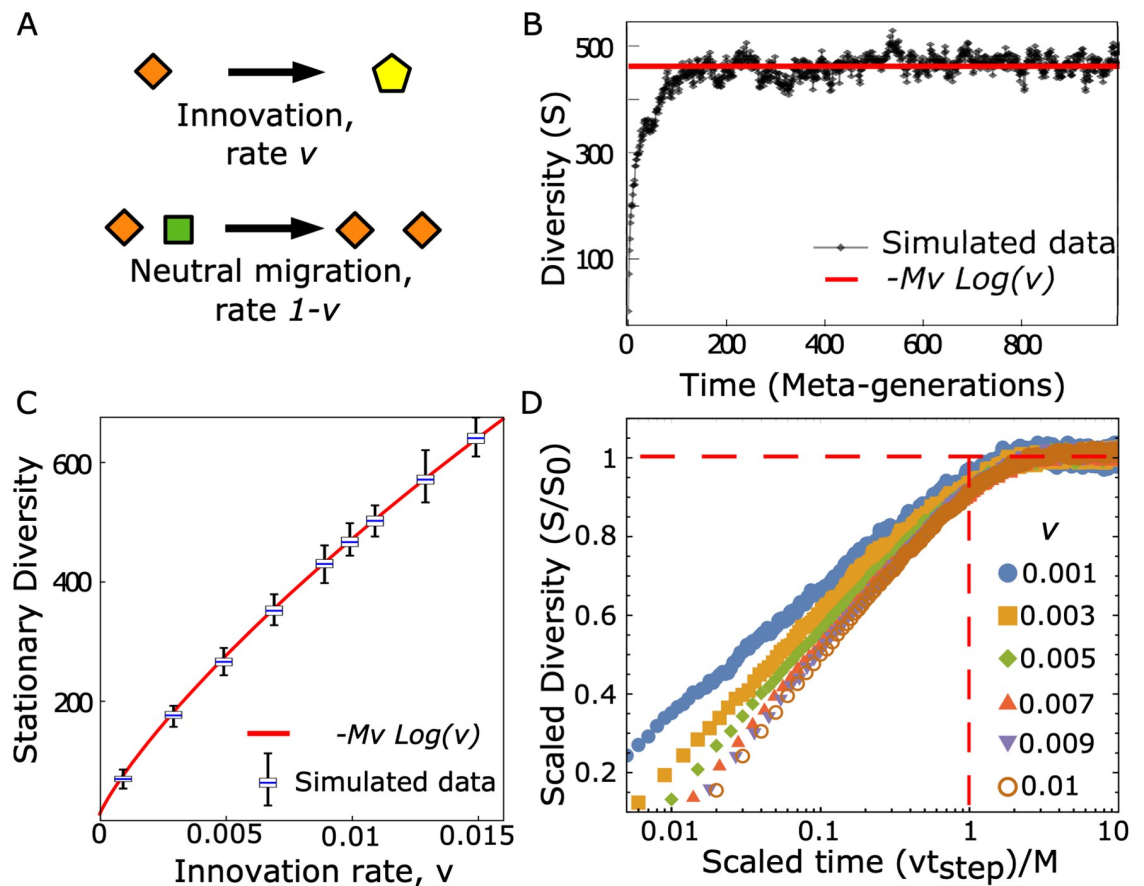 A
Innovation,
rate v
Neutral migration,
rate 1-v
B
Diversity (S)
500
300
100
Simulated data
-Mv Log(v)
0
200
400
600
800
Time (Meta-generations)
C
Stationary Diversity
600
400
200
-Mv Log(v)
Simulated data
0
0.005
0.01
0.015
Innovation rate, v
D
Scaled Diversity (S/S0)
1
0.8
0.6
0.4
0.2
v
0.001
0.003
0.005
0.007
0.009
0.01
0.01
0.1
1
10
Scaled time (vtstep)/M